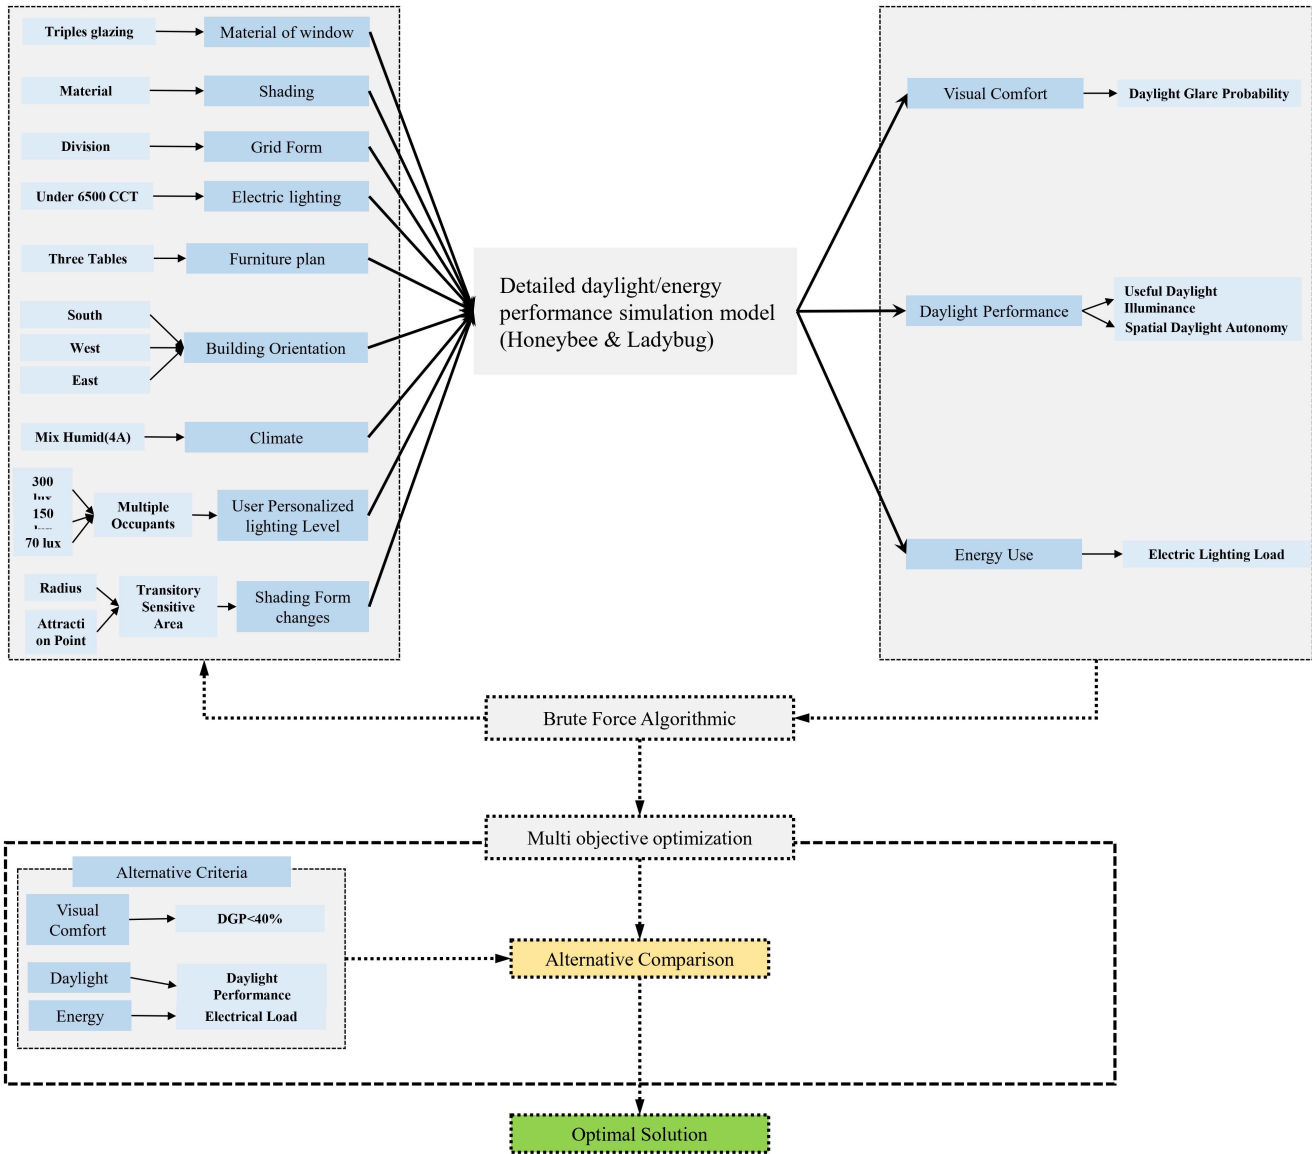 Triples glazing
Material of window
Material
Shading
Division
Grid Form
Under 6500 CCT
Electric lighting
Three Tables
Furniture plan
South
West
East
Building Orientation
Mix Humid(4A)
Climate
300
150
70 lux
Multiple
Occupants
User Personalized
lighting Level
Radius
Attracti
on Point
Transitory
Sensitive
Area
Shading Form
changes
Detailed daylight/energy
performance simulation model
(Honeybee & Ladybug)
Visual Comfort
Daylight Glare Probability
Daylight Performance
Useful Daylight
Illuminance
Spatial Daylight Autonomy
Energy Use
Electric Lighting Load
Brute Force Algorithmic
Multi objective optimization
Alternative Criteria
Visual
Comfort
DGP<40%
Daylight
Daylight
Performance
Energy
Electrical Load
Alternative Comparison
Optimal Solution